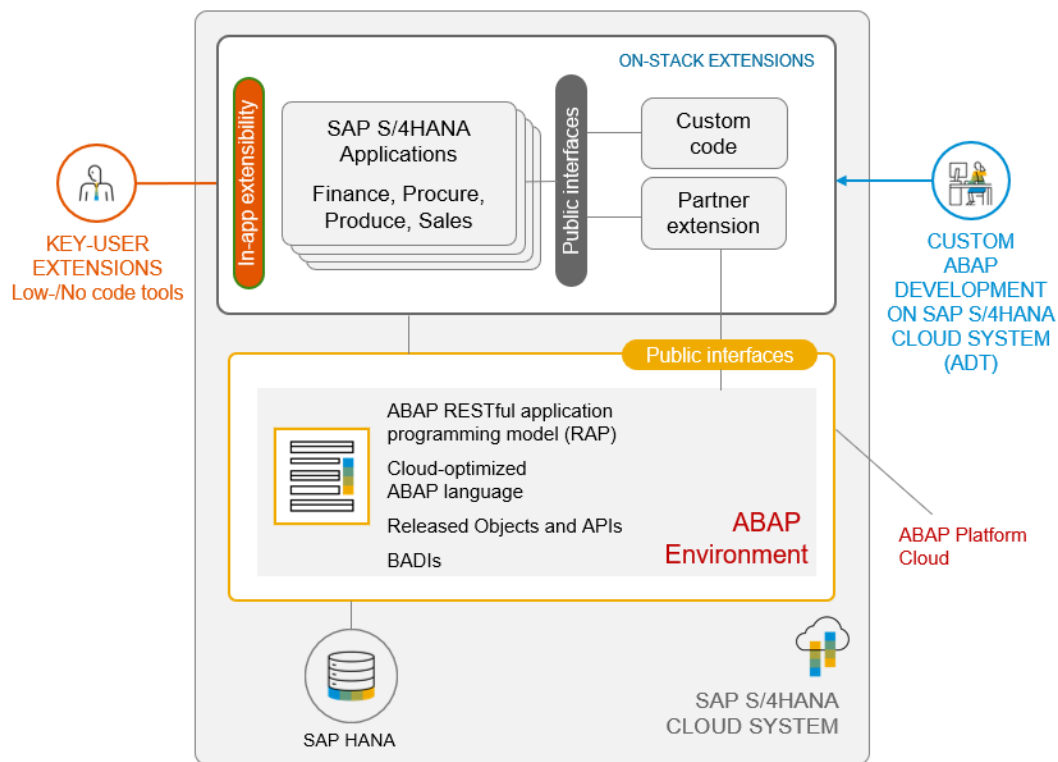 ON-STACK EXTENSIONS
In-app extensibility
SAP S/4HANA
Applications
Finance, Procure,
Produce, Sales
Public interfaces
Custom
code
Partner
extension
KEY-USER
EXTENSIONS
Low-/No code tools
CUSTOM
ABAP
DEVELOPMENT
ON SAP S/4HANA
CLOUD SYSTEM
(ADT)
Public interfaces
ABAP RESTful application
programming model (RAP)
Cloud-optimized
ABAP language
Released Objects and APIs
BADIs
ABAP
Environment
ABAP Platform
Cloud
SAP HANA
SAP S/4HANA
CLOUD SYSTEM